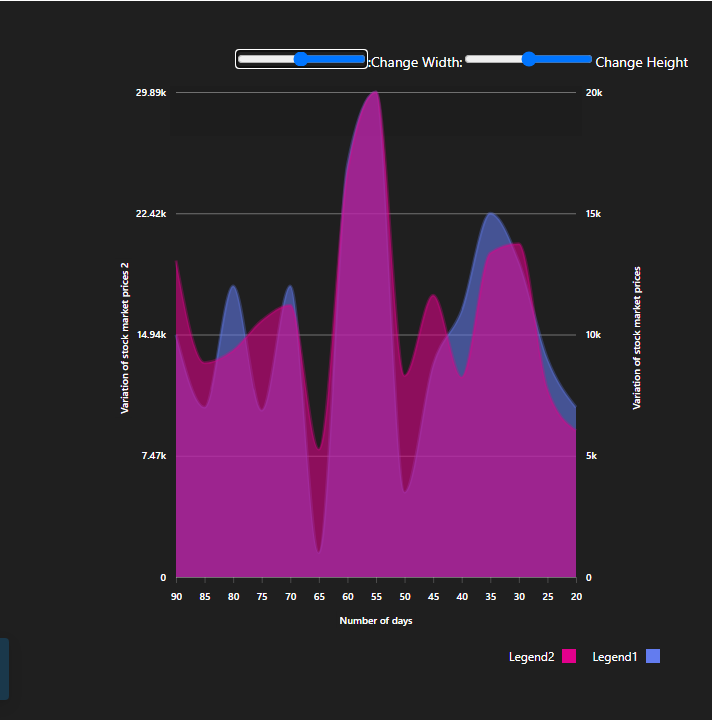 :Change Width: Change Height
29.89k 20k
22.42k 15k
Variation of stock market prices 2
Variation of stock market prices
14.94k 10k
7.47k 5k
0 0
90 85 80 75 70 65 60 55 50 45 40 35 30 25 20
Number of days
Legend2 Legend1